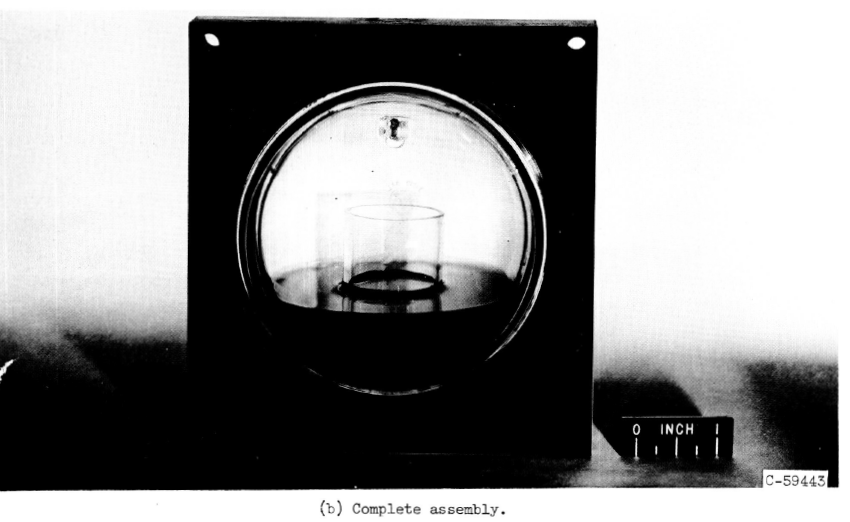 0 INCH 1
C-59443
(b) Complete assembly.